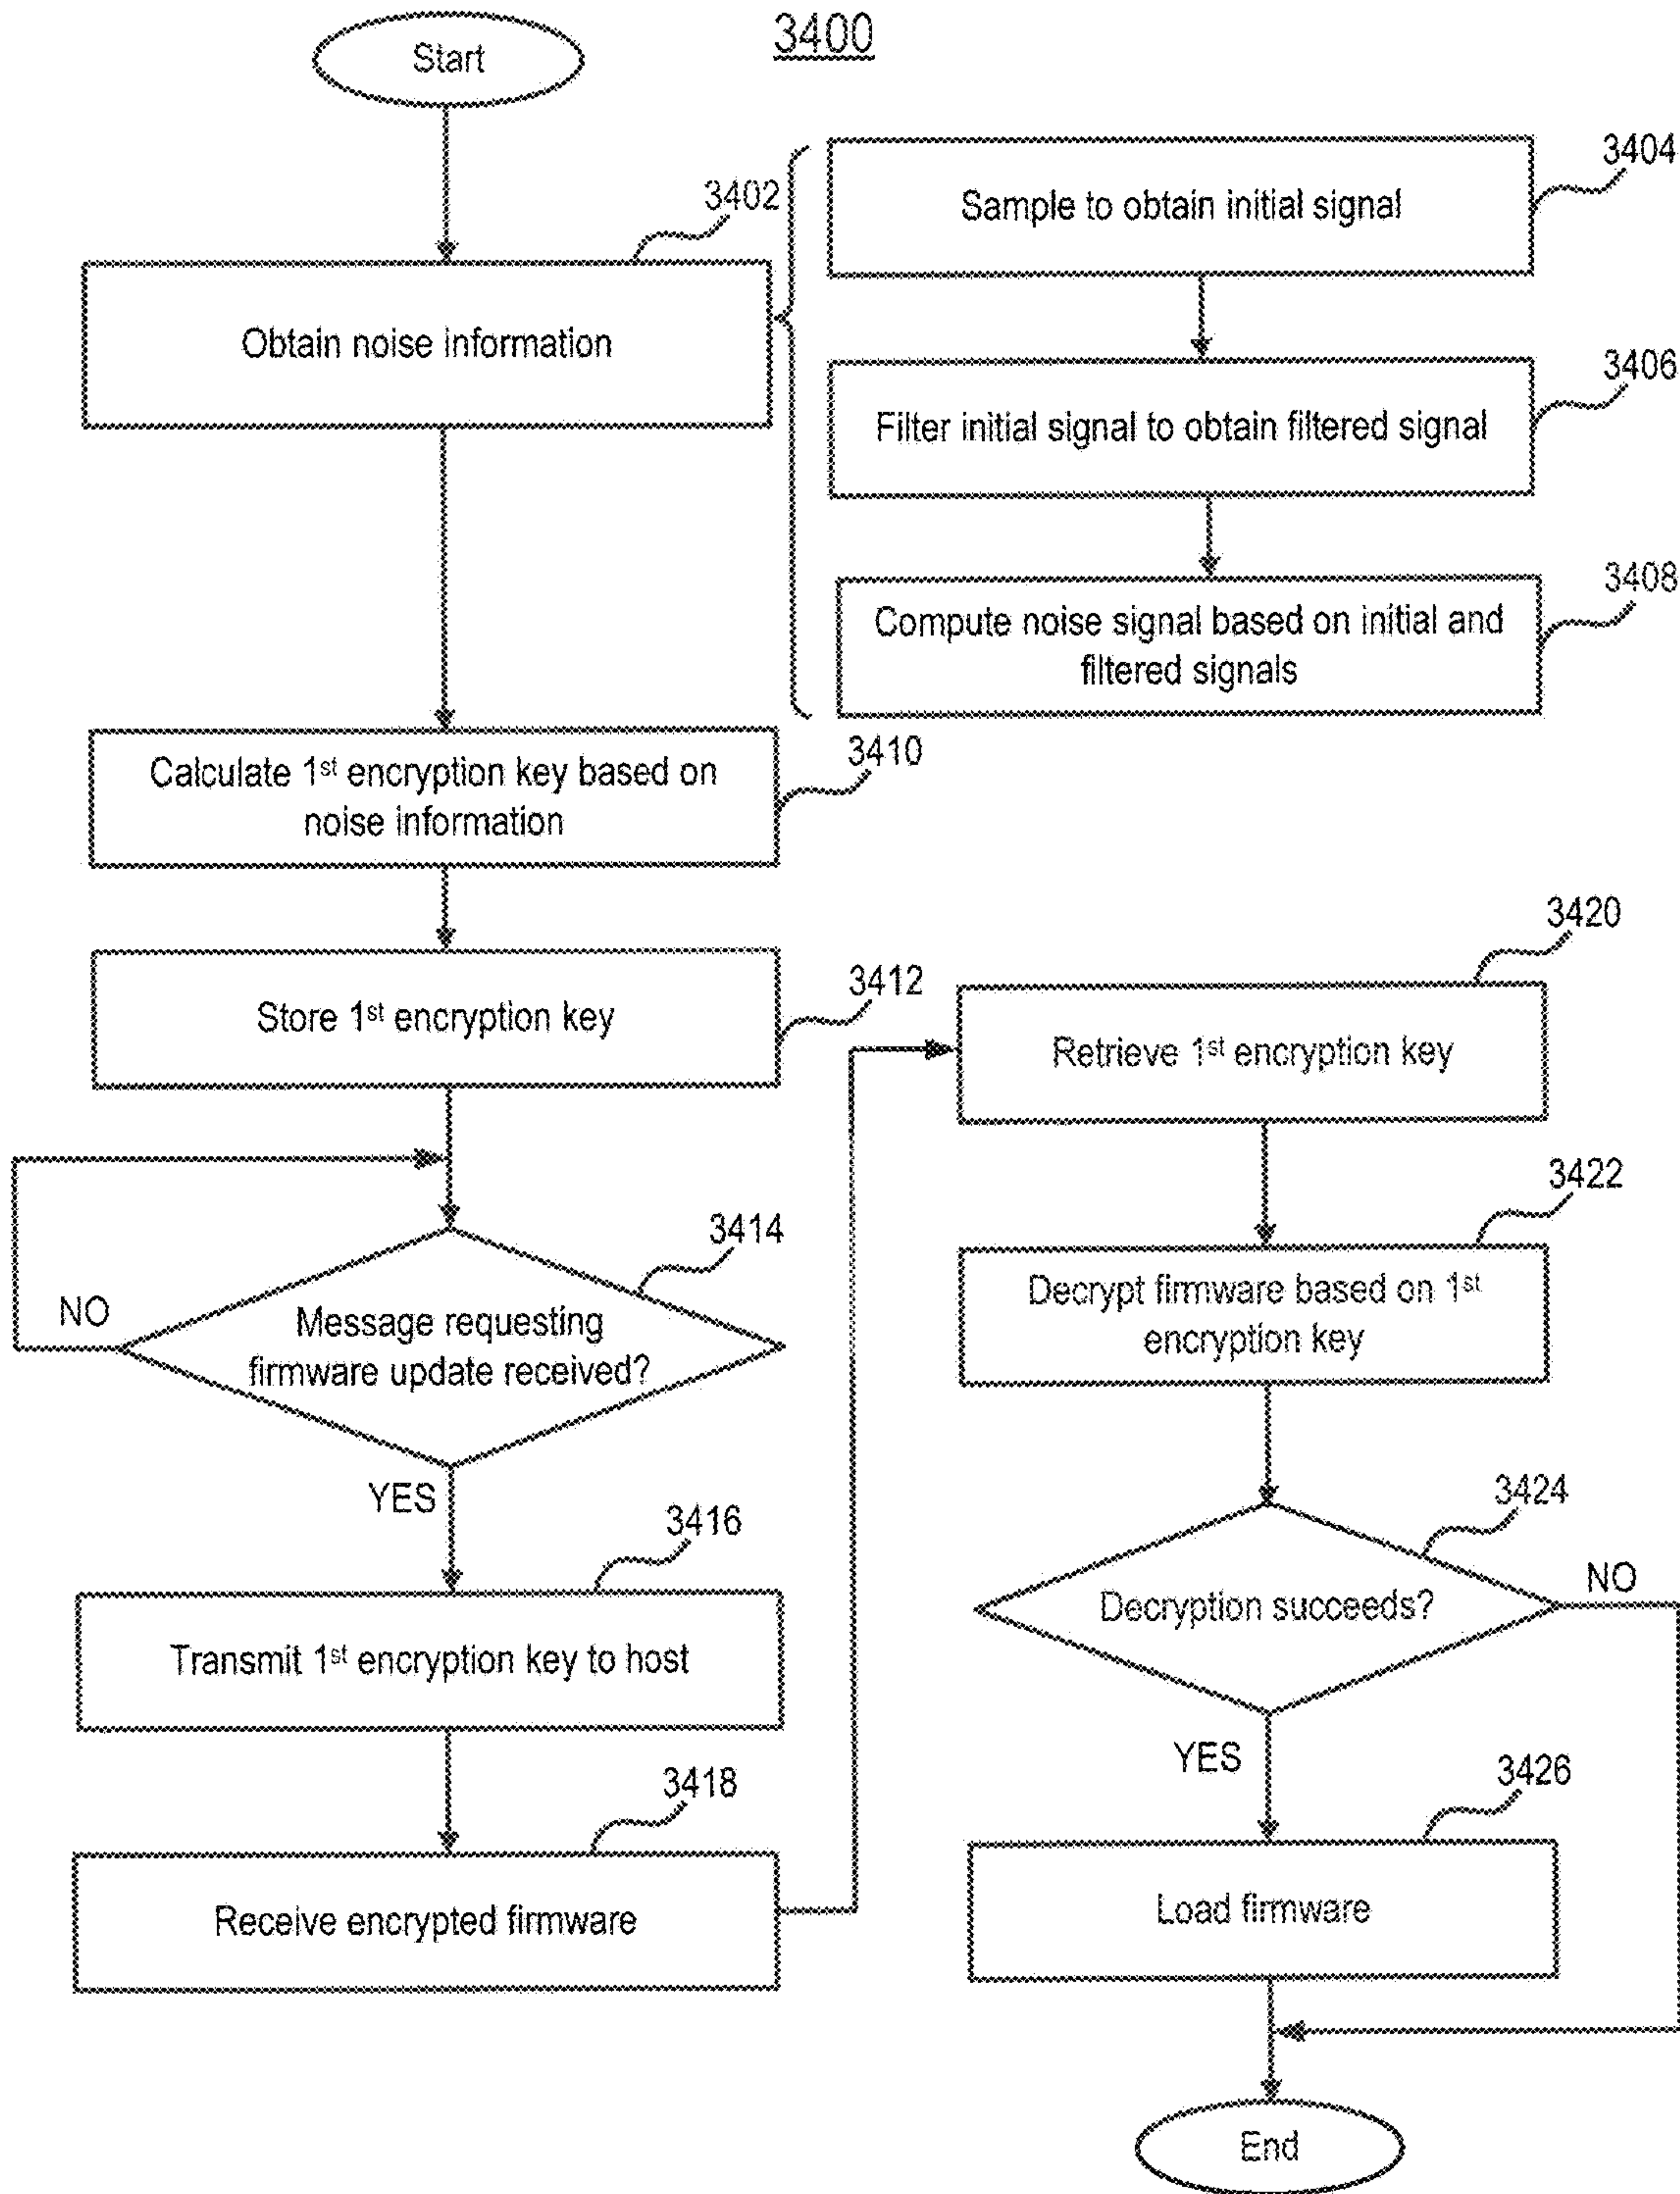 3400
Start
3402
Obtain noise information
3404
Sample to obtain initial signal
3406
Filter initial signal to obtain filtered signal
3408
Compute noise signal based on initial and
filtered signals
3410
Calculate 1st encryption key based on
noise information
3412
Store 1st encryption key
3414
Message requesting
firmware update received?
NO
YES
3416
Transmit 1st encryption key to host
3418
Receive encrypted firmware
3420
Retrieve 1st encryption key
3422
Decrypt firmware based on 1st
encryption key
3424
Decryption succeeds?
NO
YES
3426
Load firmware
End